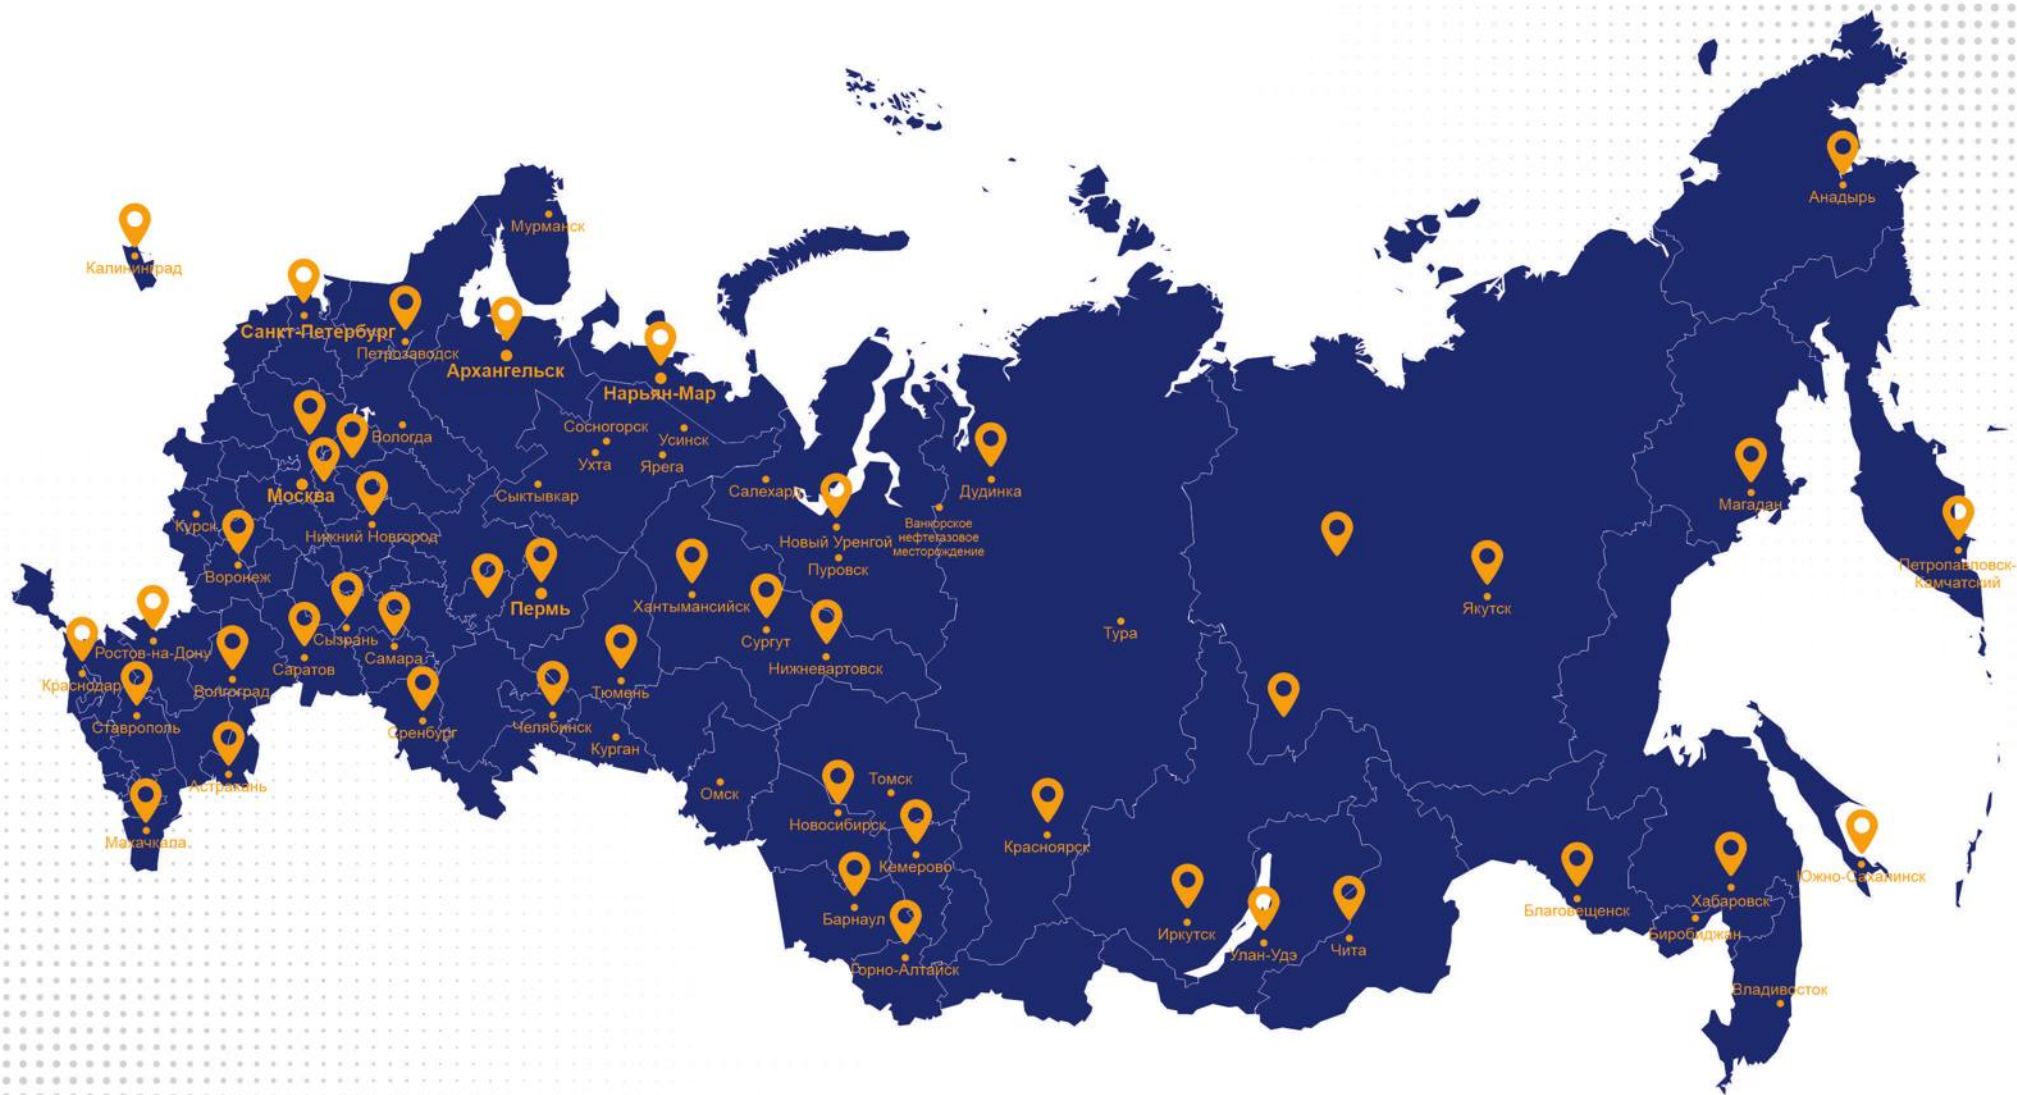 Анадырь
Мурманск
Калининград
Санкт-Петербург
Петрозаводск
Архангельск
Нарьян-Мар
Вологда
Сосногорск
Усинск
Ухта
Ярега
Сыктывкар
Салехард
Дудинка
Москва
Магадан
Курск
Нижний Новгород
Ванкорское
нефтегазовое
месторождение
Новый Уренгой
Пуровск
Петропавловск-
Камчатский
Воронеж
Пермь
Хантымансийск
Якутск
Тура
Сургут
Сызрань
Ростов-на-Дону
Самара
Саратов
Нижневартовск
Краснодар
Волгоград
Тюмень
Ставрополь
Оренбург
Челябинск
Курган
Астрахань
Томск
Омск
Новосибирск
Махачкала
Красноярск
Кемерово
Южно-Сахалинск
Хабаровск
Благовещенск
Барнаул
Иркутск
Биробиджан
Улан-Удэ
Чита
Горно-Алтайск
Владивосток